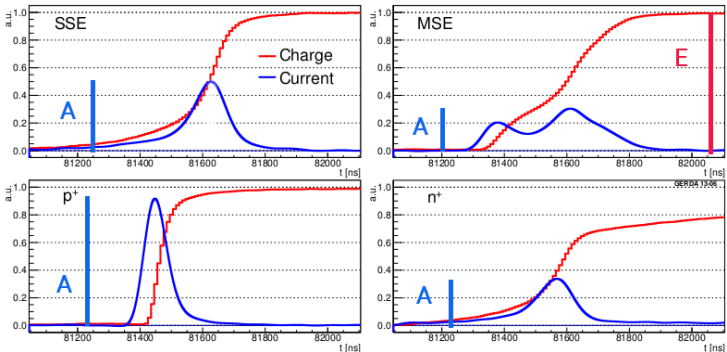 SSE
MSE
a.u.
1.0
0.8
0.6
0.4
0.2
0.0
Charge
Current
A
81200
81400
81600
81800
82000
t [ns]
a.u.
1.0
0.8
0.6
0.4
0.2
0.0
A
E
81200
81400
81600
81800
82000
t [ns]
a.u.
1.0
0.8
0.6
0.4
0.2
0.0
p+
A
81200
81400
81600
81800
82000
t [ns]
GERDA 13-06
a.u.
1.0
0.8
0.6
0.4
0.2
0.0
n+
A
81200
81400
81600
81800
82000
t [ns]